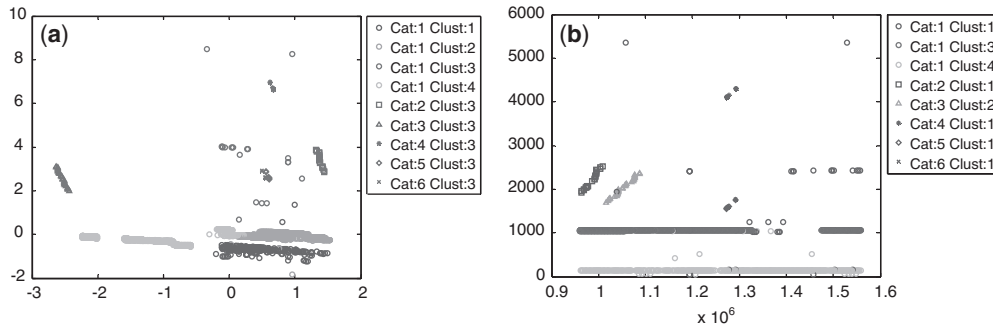 (a)
10
8
6
4
2
0
-2
-3
-2
-1
0
1
2
Cat:1 Clust:1
Cat:1 Clust:2
Cat:1 Clust:3
Cat:1 Clust:4
Cat:2 Clust:3
Cat:3 Clust:3
Cat:4 Clust:3
Cat:5 Clust:3
Cat:6 Clust:3
(b)
6000
5000
4000
3000
2000
1000
0
0.9
1
1.1
1.2
1.3
1.4
1.5
1.6
x 10^6
Cat:1 Clust:1
Cat:1 Clust:3
Cat:1 Clust:4
Cat:2 Clust:1
Cat:3 Clust:2
Cat:4 Clust:1
Cat:5 Clust:1
Cat:6 Clust:1